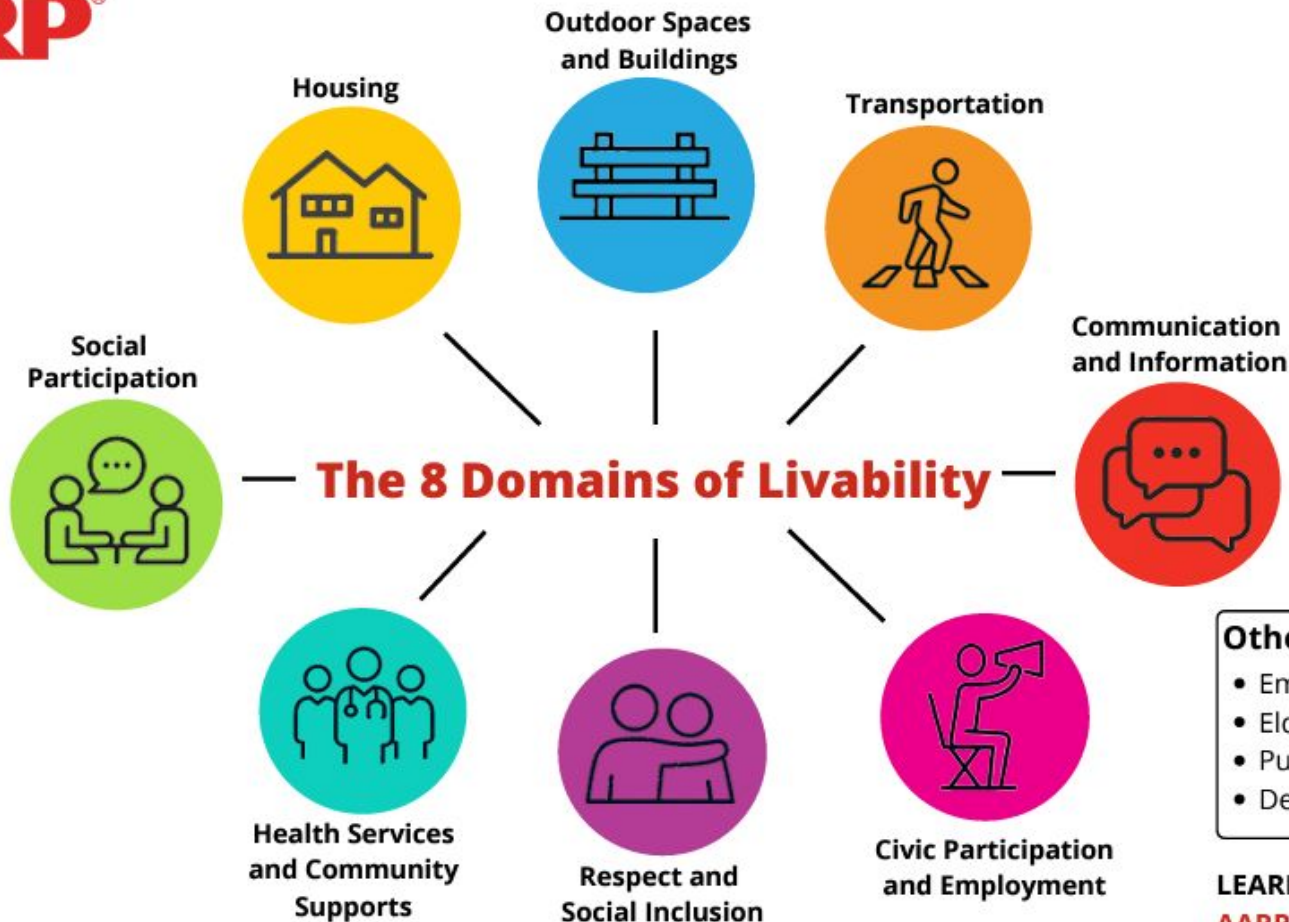 Outdoor Spaces
and Buildings
Housing
Transportation
Communication
and Information
Social
Participation
The 8 Domains of Livability
Health Services
and Community
Supports
Respect and
Social Inclusion
Civic Participation
and Employment